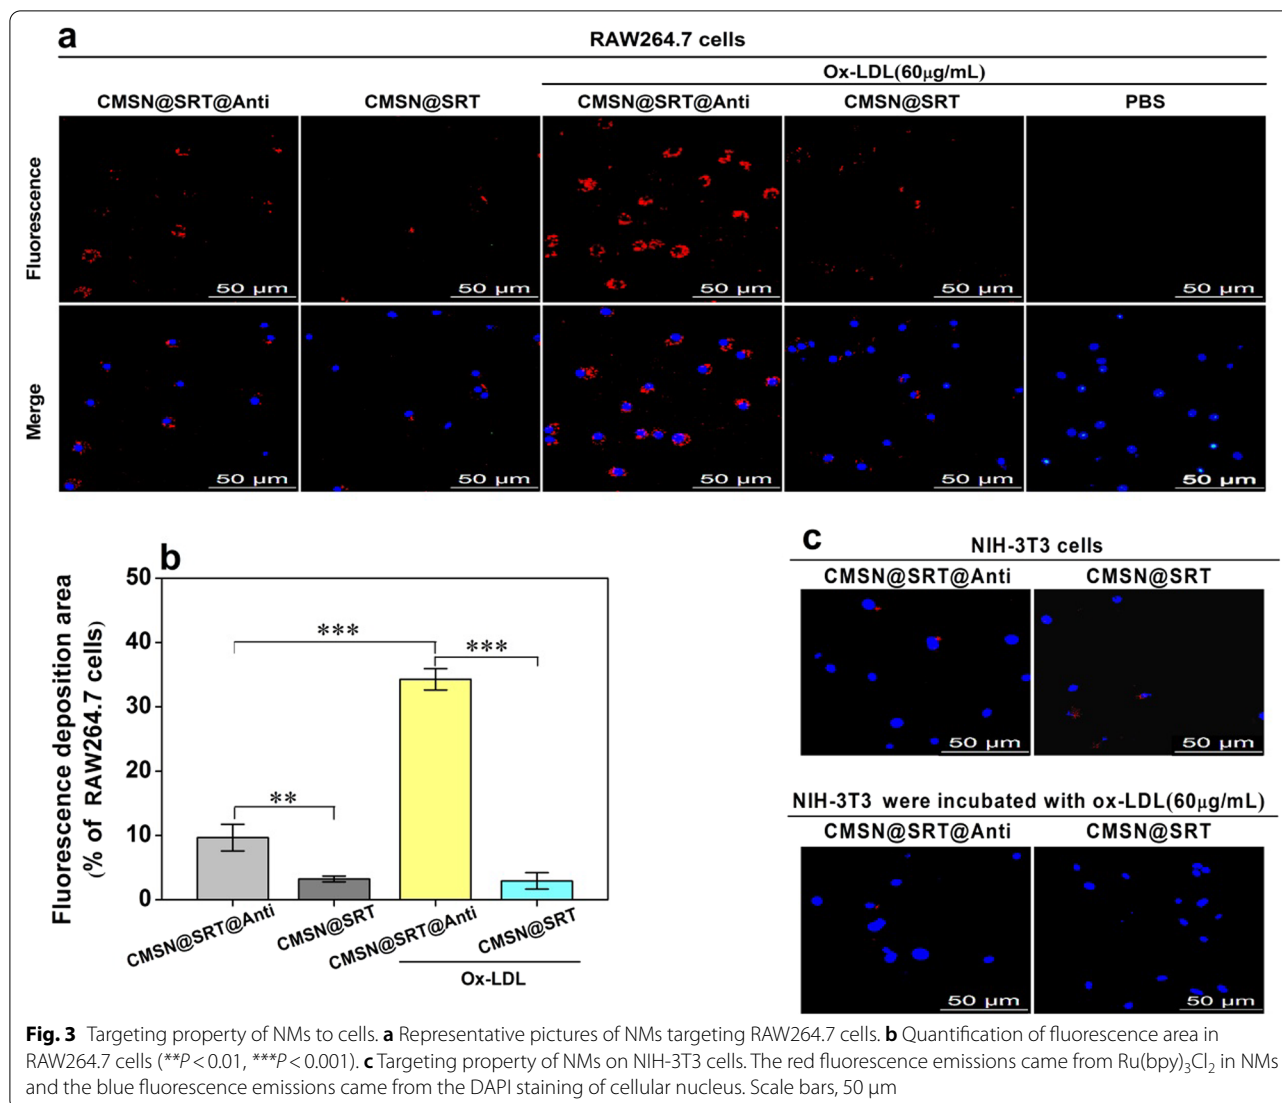 a
RAW264.7 cells
Ox-LDL(60μg/mL)
CMSN@SRT@Anti CMSN@SRT CMSN@SRT@Anti CMSN@SRT PBS
Fluorescence
50 μm 50 μm 50 μm 50 μm 50 μm
Merge
50 μm 50 μm 50 μm 50 μm 50 μm
b
Fluorescence deposition area
(% of RAW264.7 cells)
50
40
30
20
10
0
***
***
**
CMSN@SRT@Anti
CMSN@SRT
CMSN@SRT@Anti
CMSN@SRT
Ox-LDL
c
NIH-3T3 cells
CMSN@SRT@Anti CMSN@SRT
50 μm 50 μm
NIH-3T3 were incubated with ox-LDL(60μg/mL)
CMSN@SRT@Anti CMSN@SRT
50 μm 50 μm
Fig. 3 Targeting property of NMs to cells. a Representative pictures of NMs targeting RAW264.7 cells. b Quantification of fluorescence area in
RAW264.7 cells (**P < 0.01, ***P < 0.001). c Targeting property of NMs on NIH-3T3 cells. The red fluorescence emissions came from Ru(bpy)₃Cl₂ in NMs
and the blue fluorescence emissions came from the DAPI staining of cellular nucleus. Scale bars, 50 μm